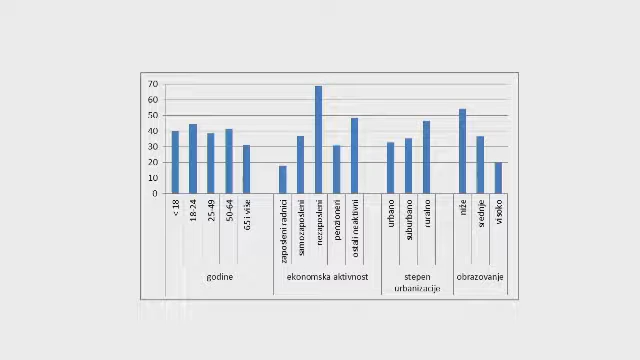 70
60
50
40
30
20
10
0
< 18
18-24
25-49
50-64
65 i više
zaposleni radnici
samozaposleni
nezaposleni
penzioneri
ostali neaktivni
urbano
suburbano
ruralno
niže
srednje
visoko
godine
ekonomska aktivnost
stepen
urbanizacije
obrazovanje